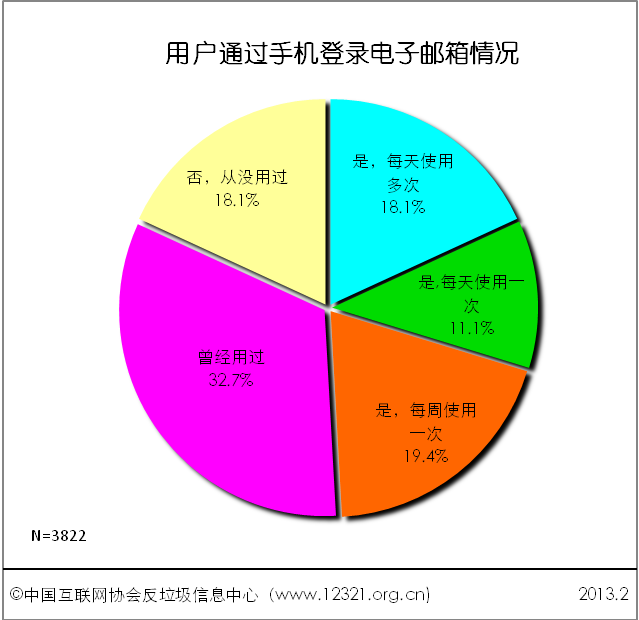 用户通过手机登录电子邮箱情况
是，每天使用
多次
18.1%
否，从没用过
18.1%
是,每天使用一
次
11.1%
曾经用过
32.7%
是，每周使用
一次
19.4%
N=3822
©中国互联网协会反垃圾信息中心（www.12321.org.cn)
2013.2